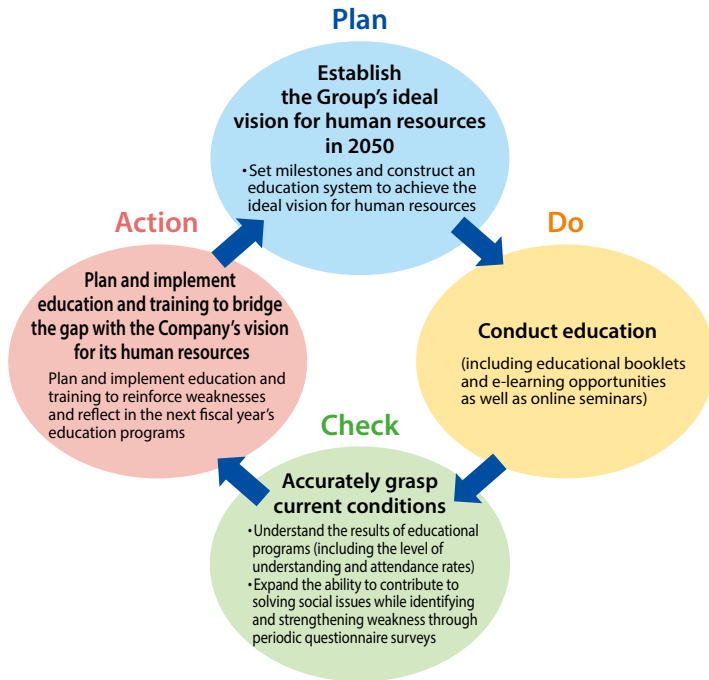 Plan
Establish
the Group's ideal
vision for human resources
in 2050
・Set milestones and construct an
education system to achieve the
ideal vision for human resources
Do
Conduct education
(including educational booklets
and e-learning opportunities
as well as online seminars)
Check
Accurately grasp
current conditions
・Understand the results of educational
programs (including the level of
understanding and attendance rates)
・Expand the ability to contribute to
solving social issues while identifying
and strengthening weakness through
periodic questionnaire surveys
Action
Plan and implement
education and training to bridge
the gap with the Company's vision
for its human resources
Plan and implement education and
training to reinforce weaknesses
and reflect in the next fiscal year's
education programs